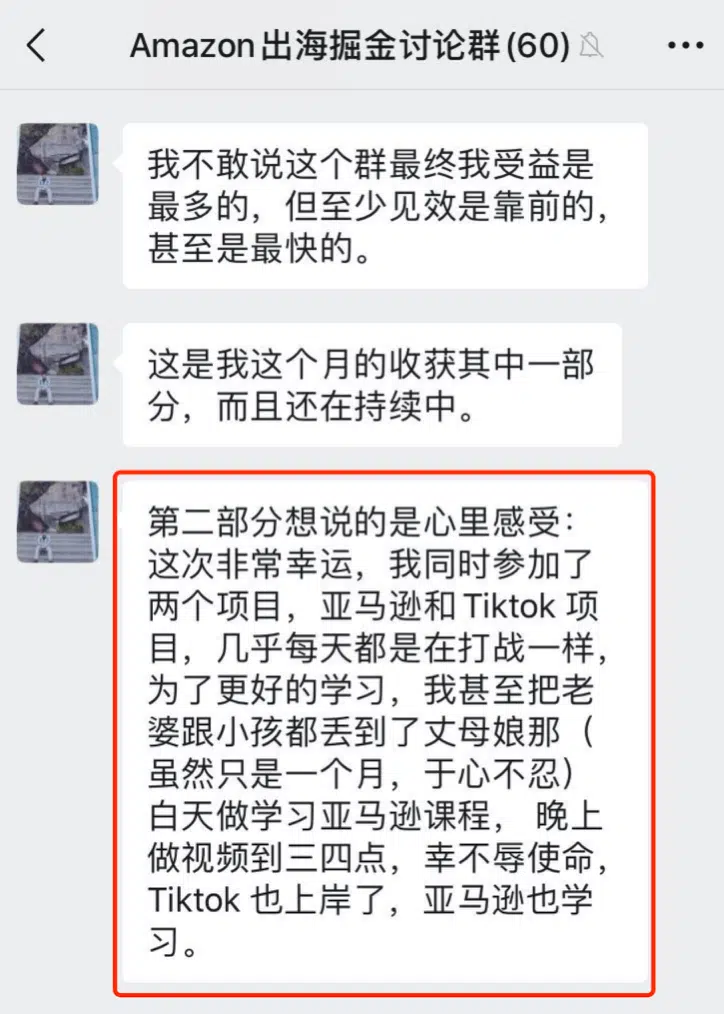 Amazon出海掘金讨论群(60)
我不敢说这个群最终我受益是
最多的，但至少见效是靠前的，
甚至是最快的。
这是我这个月的收获其中一部
分，而且还在持续中。
第二部分想说的是心里感受：
这次非常幸运，我同时参加了
两个项目，亚马逊和Tiktok 项
目，几乎每天都是在打战一样，
为了更好的学习，我甚至把老
婆跟小孩都丢到了丈母娘那（
虽然只是一个月，于心不忍）
白天做学习亚马逊课程， 晚上
做视频到三四点，幸不辱使命，
Tiktok 也上岸了，亚马逊也学
习。